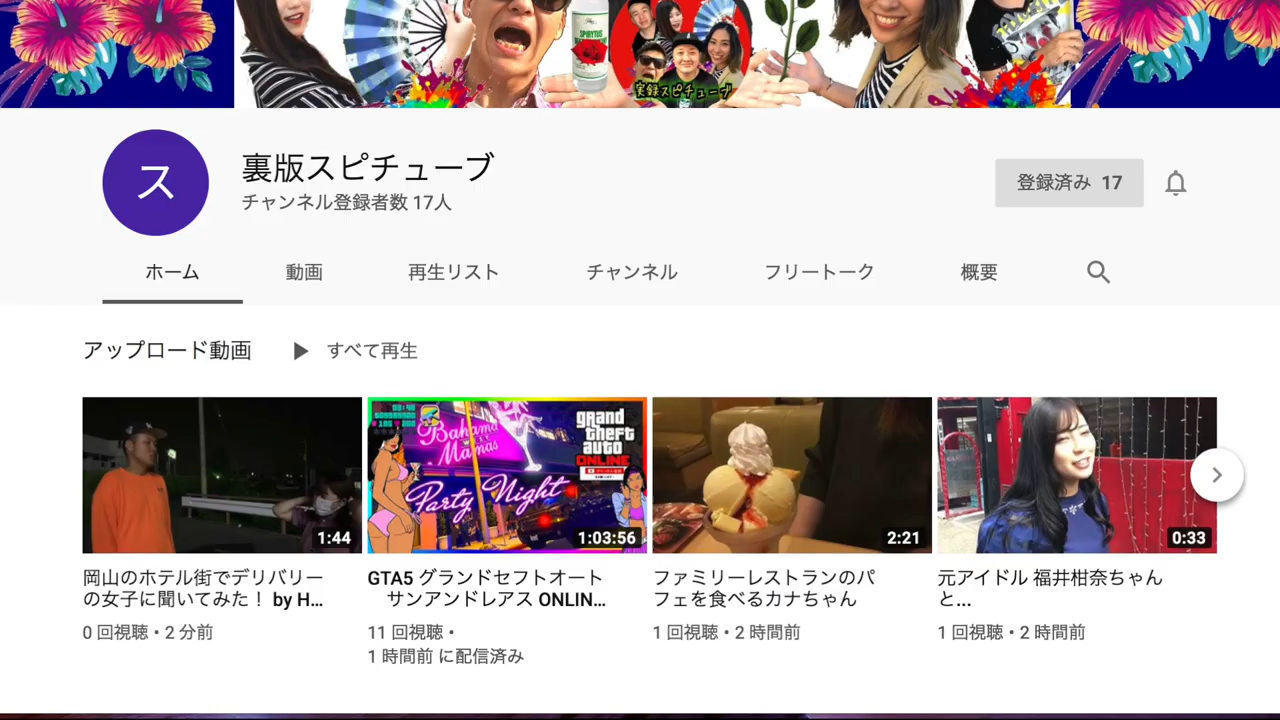 SPIRYTUS
実録スピチューブ
ス
裏版スピチューブ
チャンネル登録者数 17人
登録済み 17
ホーム
動画
再生リスト
チャンネル
フリートーク
概要
アップロード動画
すべて再生
1:44
Bahama
Mamas
Party Night
grand
theft
auto
ONLINE
1:03:56
2:21
0:33
岡山のホテル街でデリバリー
の女子に聞いてみた！ by H...
0 回視聴・2 分前
GTA5 グランドセフトオート
サンアンドレアス ONLIN...
11 回視聴・
1 時間前 に配信済み
ファミリーレストランのパ
フェを食べるカナちゃん
1 回視聴・2 時間前
元アイドル 福井柑奈ちゃん
と...
1 回視聴・2 時間前